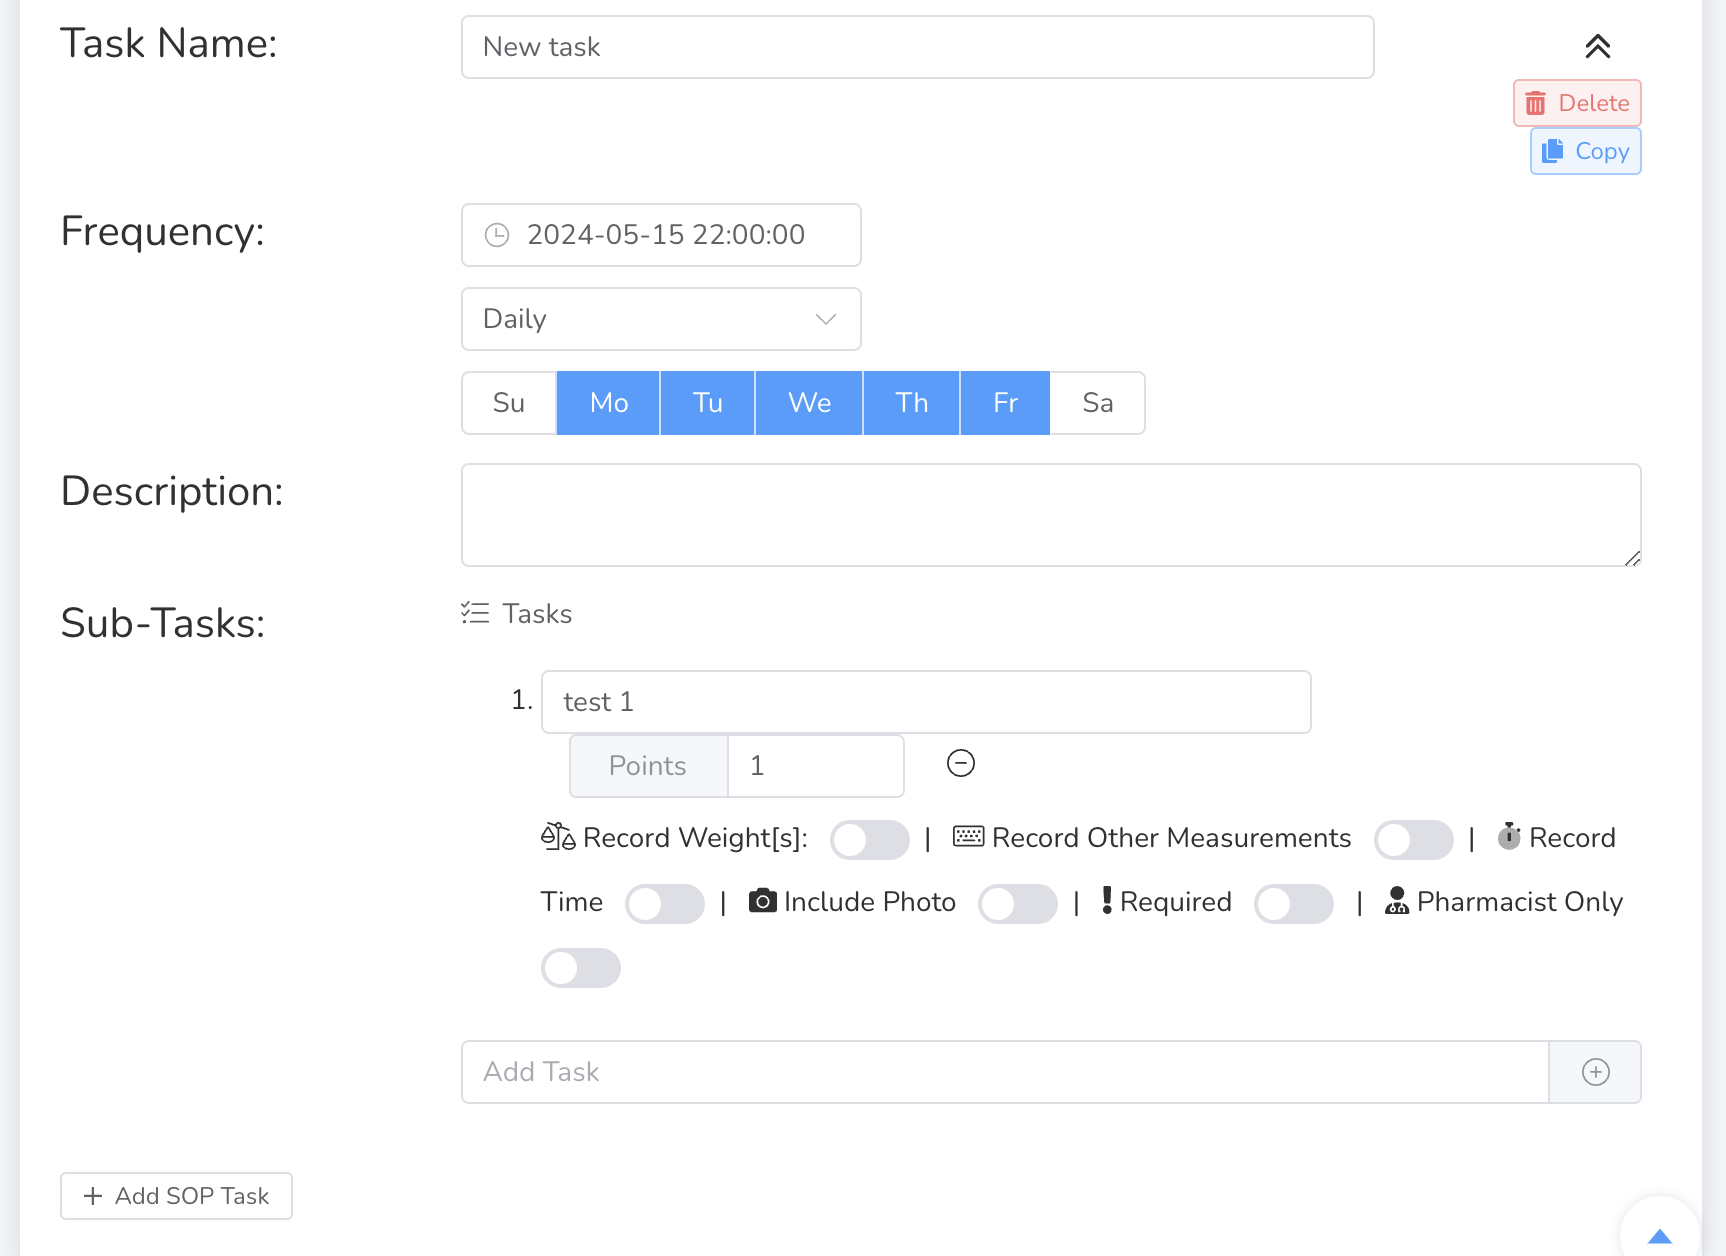 Task Name:
New task
Delete
Copy
Frequency:
2024-05-15 22:00:00
Daily
Su Mo Tu We Th Fr Sa
Description:
Sub-Tasks:
Tasks
1. test 1
Points 1
Record Weight[s]: | Record Other Measurements | Record
Time | Include Photo | Required | Pharmacist Only
Add Task
+ Add SOP Task